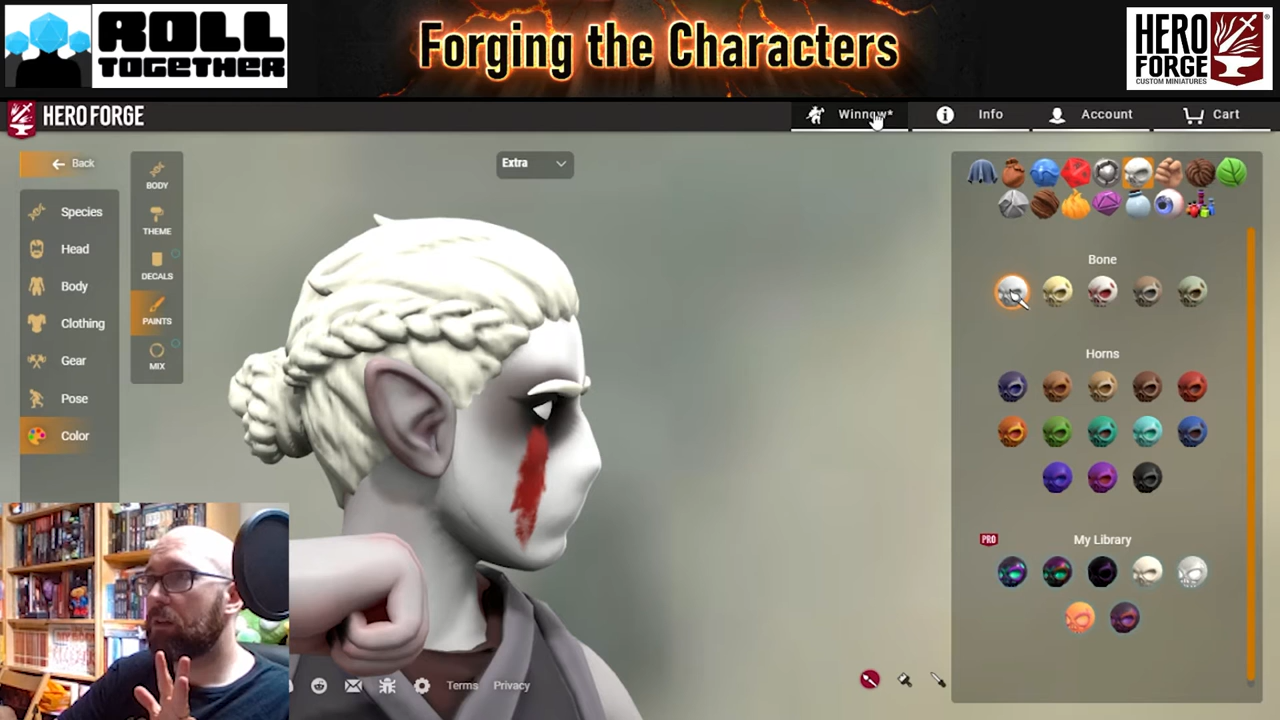 ROLL
TOGETHER
Forging the Characters
HERO
FORGE
CUSTOM MINIATURES
HERO FORGE
Winnow*
Info
Account
Cart
Back
Species
Head
Body
Clothing
Gear
Pose
Color
BODY
THEME
DECALS
PAINTS
MIX
Extra
Bone
Horns
PRO
My Library
Terms
Privacy